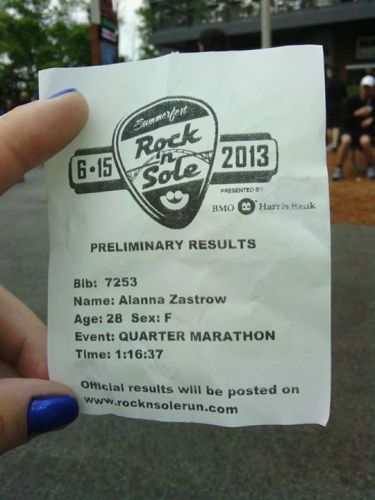 Summerfest
Rock
'n
Sole
6•15
2013
PRESENTED BY
BMO Harris Bank
PRELIMINARY RESULTS
Bib: 7253
Name: Alanna Zastrow
Age: 28 Sex: F
Event: QUARTER MARATHON
Time: 1:16:37
Official results will be posted on
www.rocknsolerun.com